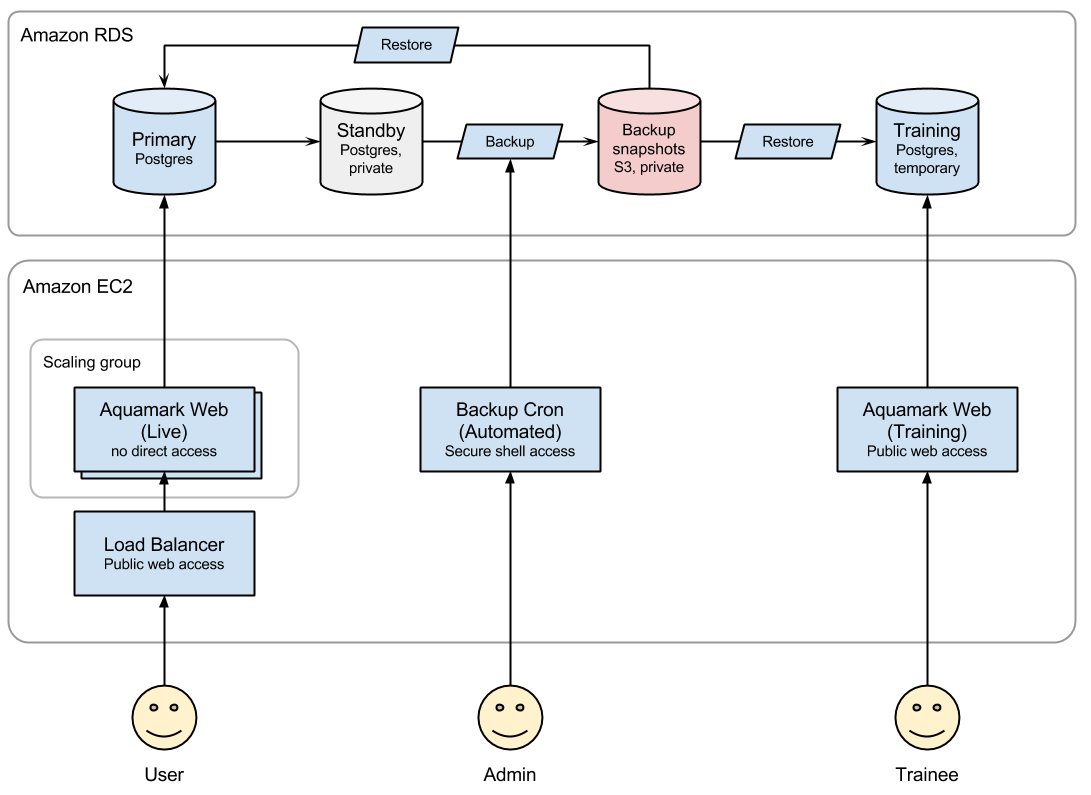 Amazon RDS
Restore
Primary
Postgres
Standby
Postgres,
private
Backup
Backup
snapshots
S3, private
Restore
Training
Postgres,
temporary
Amazon EC2
Scaling group
Aquamark Web
(Live)
no direct access
Backup Cron
(Automated)
Secure shell access
Aquamark Web
(Training)
Public web access
Load Balancer
Public web access
User
Admin
Trainee